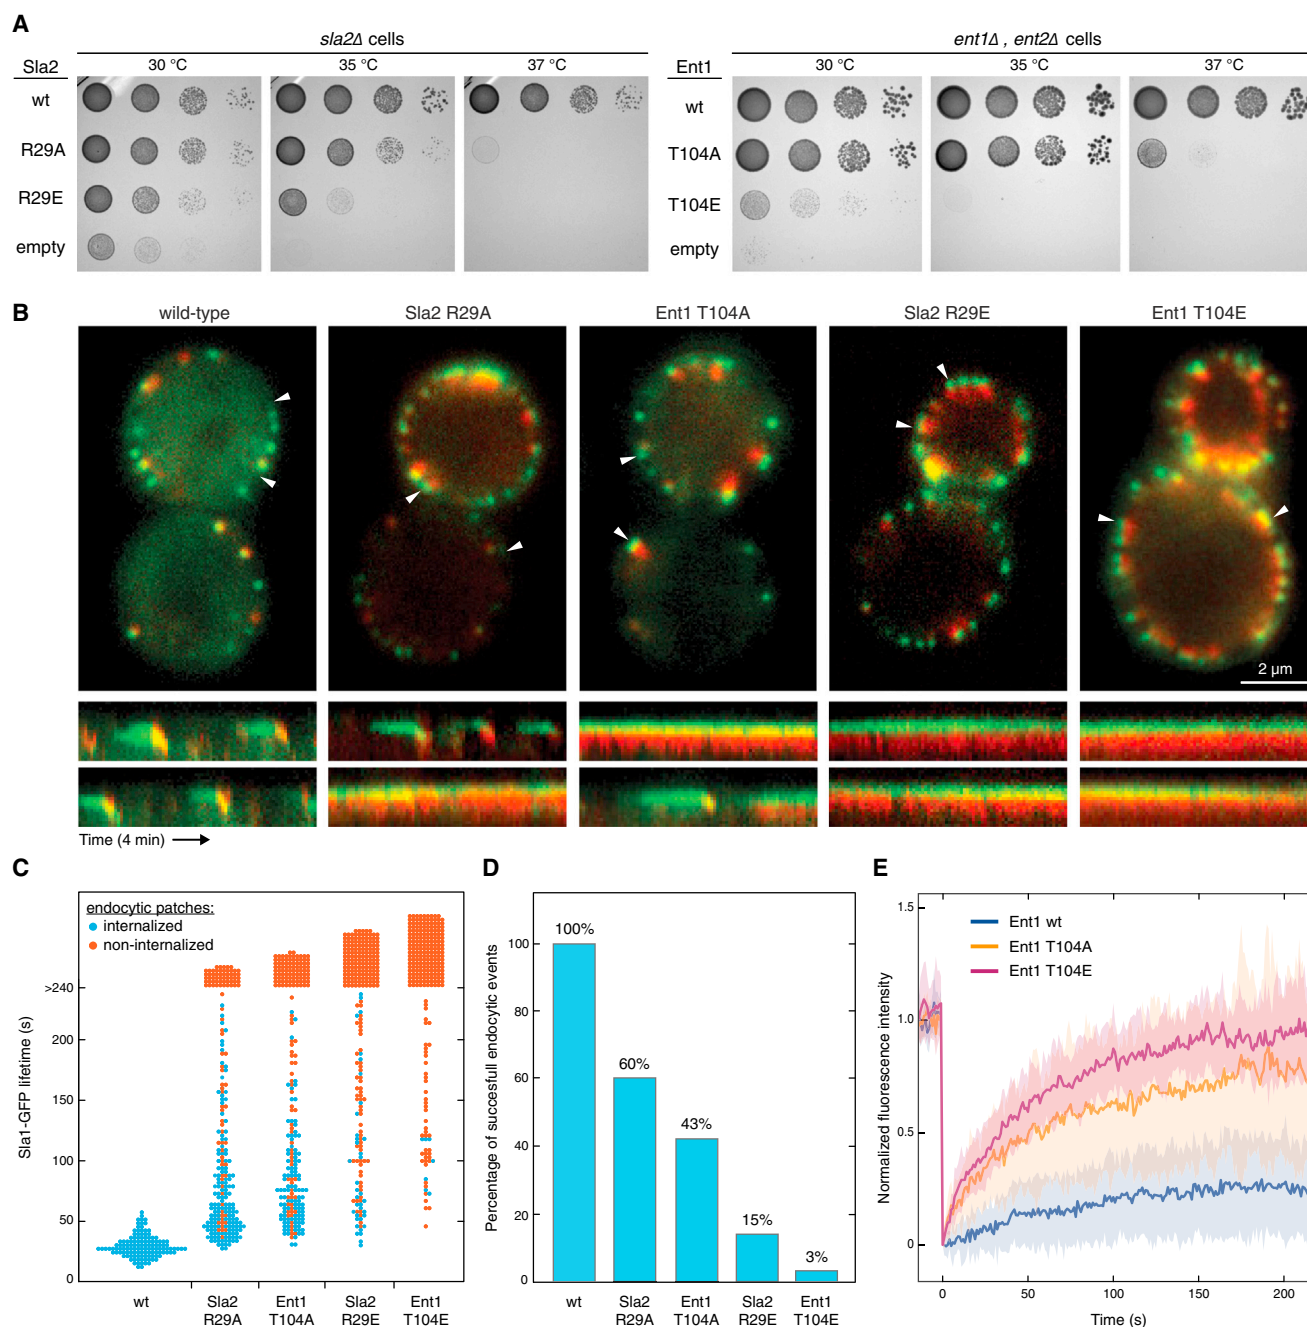 A
sla2Δ cells
ent1Δ , ent2Δ cells
Sla2
30 °C
35 °C
37 °C
Ent1
30 °C
35 °C
37 °C
wt
R29A
R29E
empty
wt
T104A
T104E
empty
B
wild-type
Sla2 R29A
Ent1 T104A
Sla2 R29E
Ent1 T104E
2 µm
Time (4 min)
C
endocytic patches:
internalized
non-internalized
Sla1-GFP lifetime (s)
>240
200
150
100
50
0
wt
Sla2
R29A
Ent1
T104A
Sla2
R29E
Ent1
T104E
D
Percentage of successfull endocytic events
100
80
60
40
20
0
100%
60%
43%
15%
3%
wt
Sla2
R29A
Ent1
T104A
Sla2
R29E
Ent1
T104E
E
Normalized fluorescence intensity
1.5
1.0
0.5
0
Ent1 wt
Ent1 T104A
Ent1 T104E
0
50
100
150
200
Time (s)